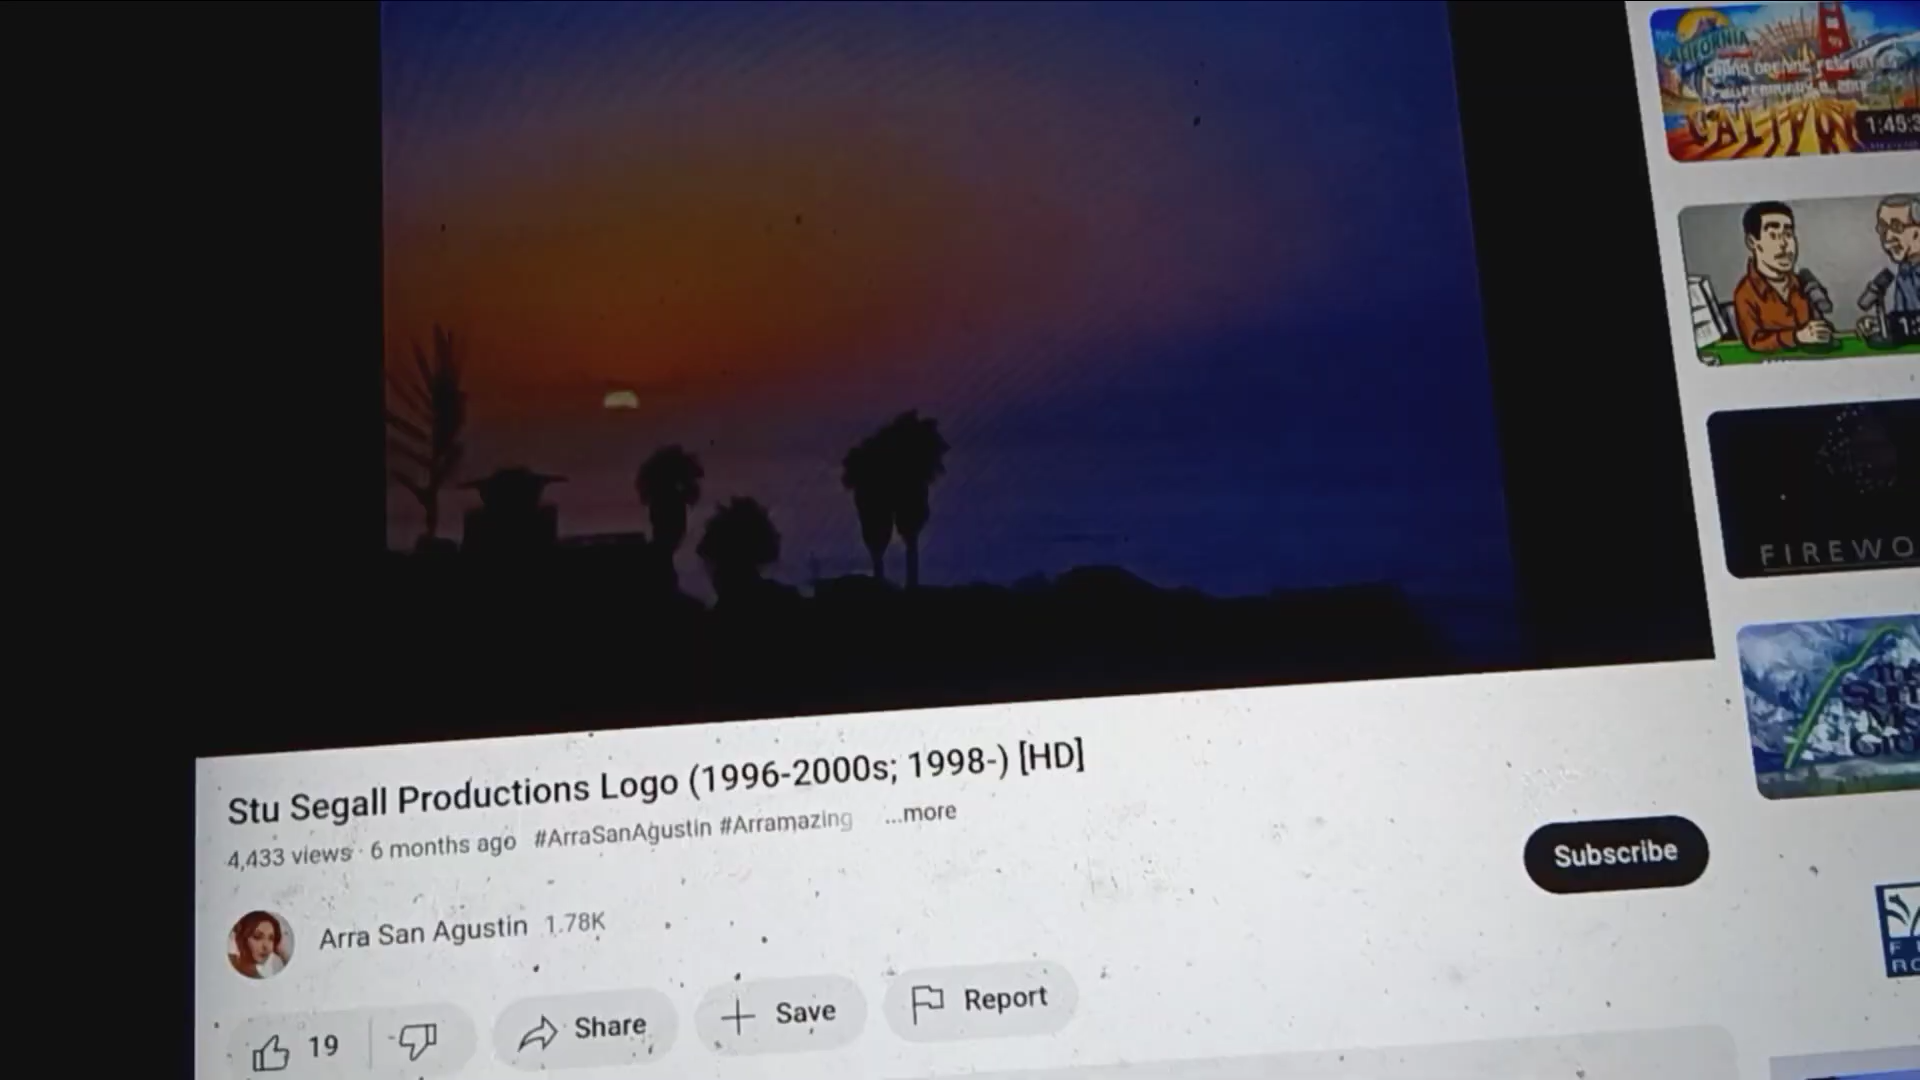 CALIFORNIA
1:45:3
FIREWO
Stu Segall Productions Logo (1996-2000s; 1998-) [HD]
4,433 views · 6 months ago #ArraSanAgustin #Arramazing ...more
Subscribe
Arra San Agustin 1.78K
19
Share
Save
Report